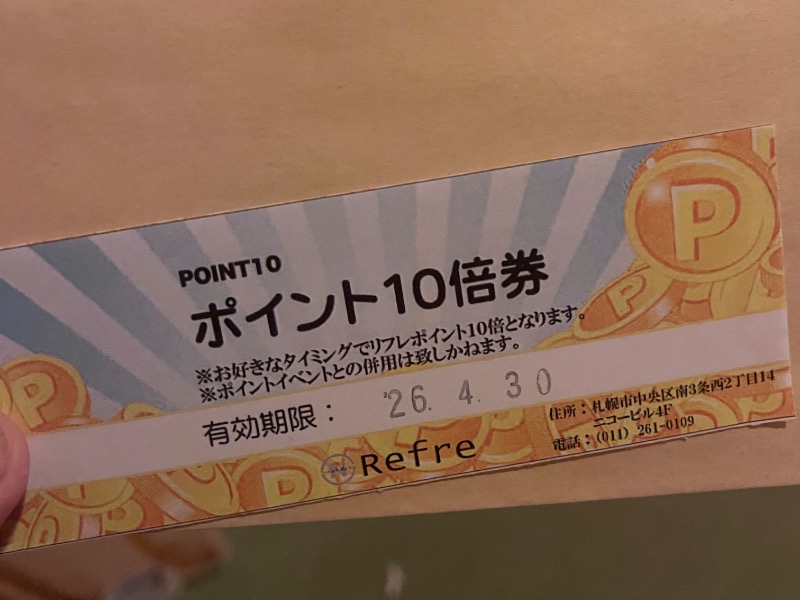 POINT10
ポイント10倍券
※お好きなタイミングでリフレポイント10倍となります。
※ポイントイベントとの併用は致しかねます。
有効期限： '26. 4. 30
住所：札幌市中央区南3条西2丁目14
ニコービル4F
電話：(011) 261-0109
Refre
P
P
P
P
P